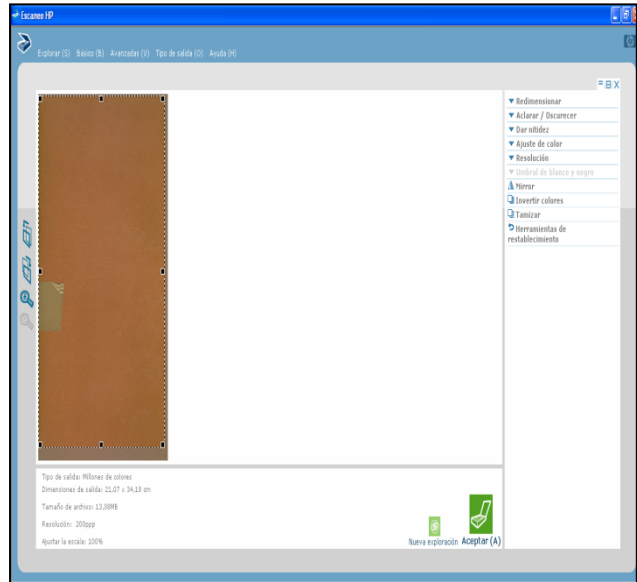 Escaneo HP
Explorar (S) Básico (B) Avanzadas (V) Tipo de salida (O) Ayuda (H)
Redimensionar
Aclarar / Oscurecer
Dar nitidez
Ajuste de color
Resolución
Umbral de blanco y negro
Mirror
Invertir colores
Tamizar
Herramientas de
restablecimiento
Tipo de salida: Millones de colores
Dimensiones de salida: 21,07 x 34,18 cm
Tamaño de archivo: 13,08MB
Resolución: 200ppp
Ajustar la escala: 100%
Nueva exploración Aceptar (A)